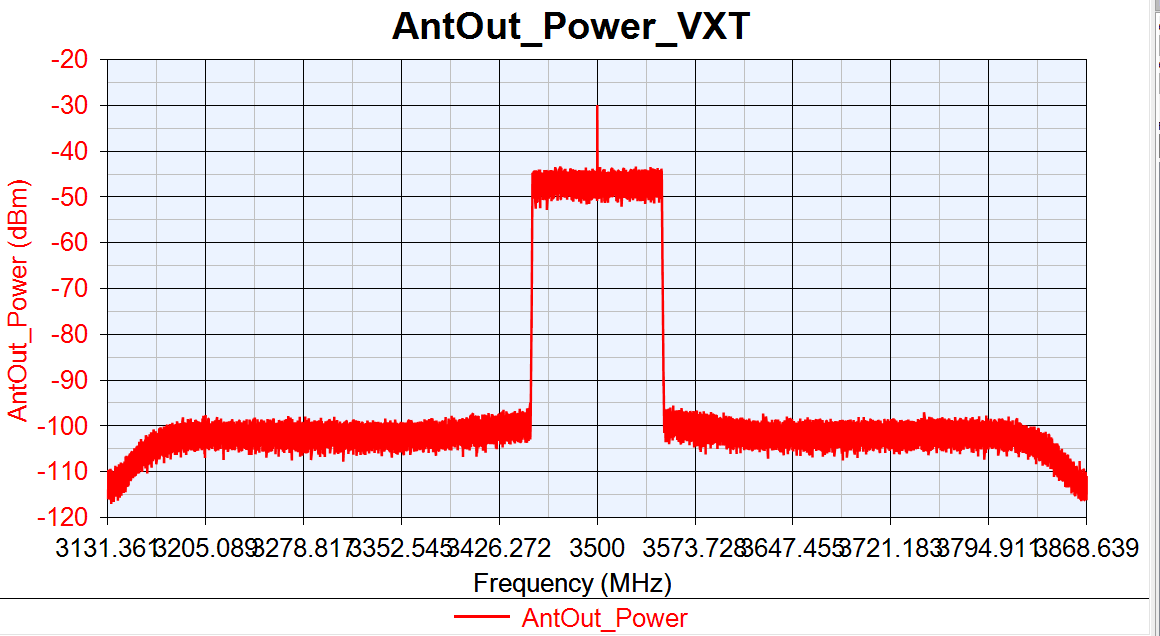 AntOut_Power_VXT
-20
-30
-40
-50
-60
-70
-80
-90
-100
-110
-120
AntOut_Power (dBm)
3131.361 3205.089 3278.817 3352.545 3426.272 3500 3573.728 3647.455 3721.183 3794.911 3868.639
Frequency (MHz)
AntOut_Power